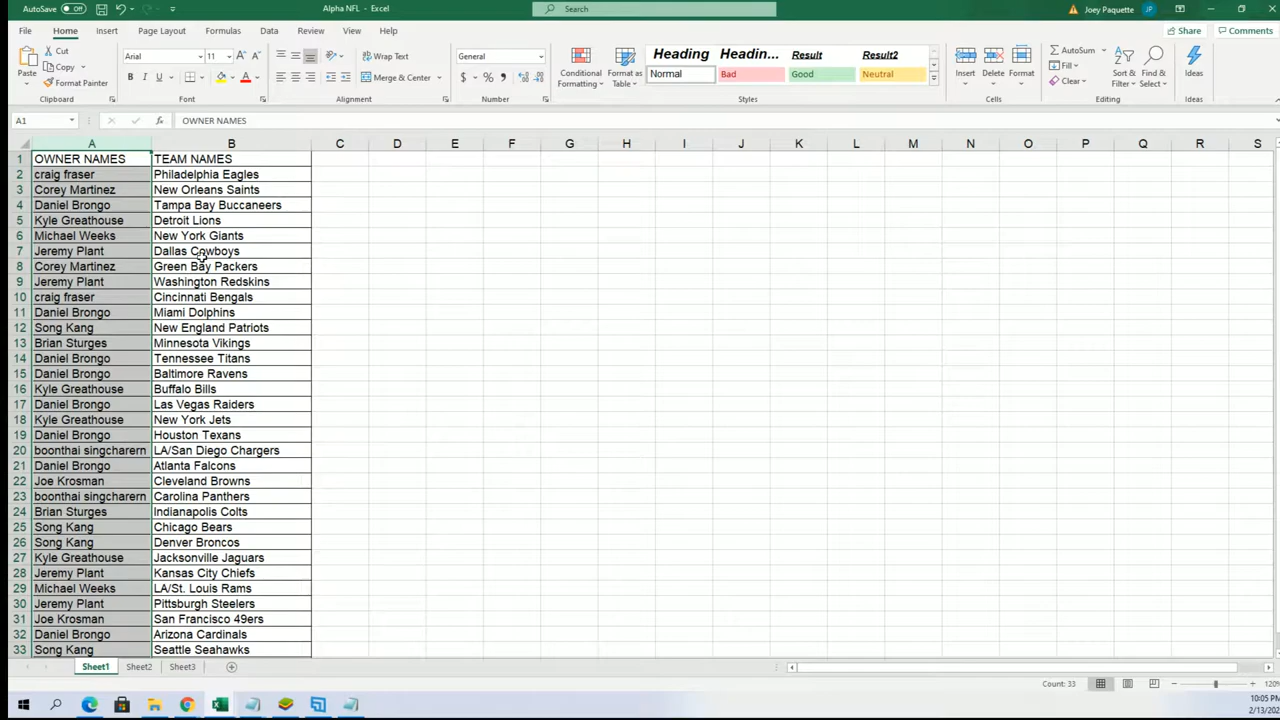 AutoSave Off Alpha NFL - Excel Search Joey Paquette JP
File Home Insert Page Layout Formulas Data Review View Help Share Comments
Cut
Copy
Format Painter
Paste
Clipboard
Arial 11
B I U
Font
Wrap Text
Merge & Center
Alignment
General
$ % 9
Number
Conditional Formatting
Format as Table
Heading Headin... Result Result2
Normal Bad Good Neutral
Styles
Insert Delete Format
Cells
AutoSum
Fill
Clear
Sort & Filter
Find & Select
Editing
Ideas
Ideas
A1 fx OWNER NAMES
A B C D E F G H I J K L M N O P Q R S
1 OWNER NAMES TEAM NAMES
2 craig fraser Philadelphia Eagles
3 Corey Martinez New Orleans Saints
4 Daniel Brongo Tampa Bay Buccaneers
5 Kyle Greathouse Detroit Lions
6 Michael Weeks New York Giants
7 Jeremy Plant Dallas Cowboys
8 Corey Martinez Green Bay Packers
9 Jeremy Plant Washington Redskins
10 craig fraser Cincinnati Bengals
11 Daniel Brongo Miami Dolphins
12 Song Kang New England Patriots
13 Brian Sturges Minnesota Vikings
14 Daniel Brongo Tennessee Titans
15 Daniel Brongo Baltimore Ravens
16 Kyle Greathouse Buffalo Bills
17 Daniel Brongo Las Vegas Raiders
18 Kyle Greathouse New York Jets
19 Daniel Brongo Houston Texans
20 boonthai singcharern LA/San Diego Chargers
21 Daniel Brongo Atlanta Falcons
22 Joe Krosman Cleveland Browns
23 boonthai singcharern Carolina Panthers
24 Brian Sturges Indianapolis Colts
25 Song Kang Chicago Bears
26 Song Kang Denver Broncos
27 Kyle Greathouse Jacksonville Jaguars
28 Jeremy Plant Kansas City Chiefs
29 Michael Weeks LA/St. Louis Rams
30 Jeremy Plant Pittsburgh Steelers
31 Joe Krosman San Francisco 49ers
32 Daniel Brongo Arizona Cardinals
33 Song Kang Seattle Seahawks
Sheet1 Sheet2 Sheet3
Count: 33 120%
10:05 PM
2/13/202